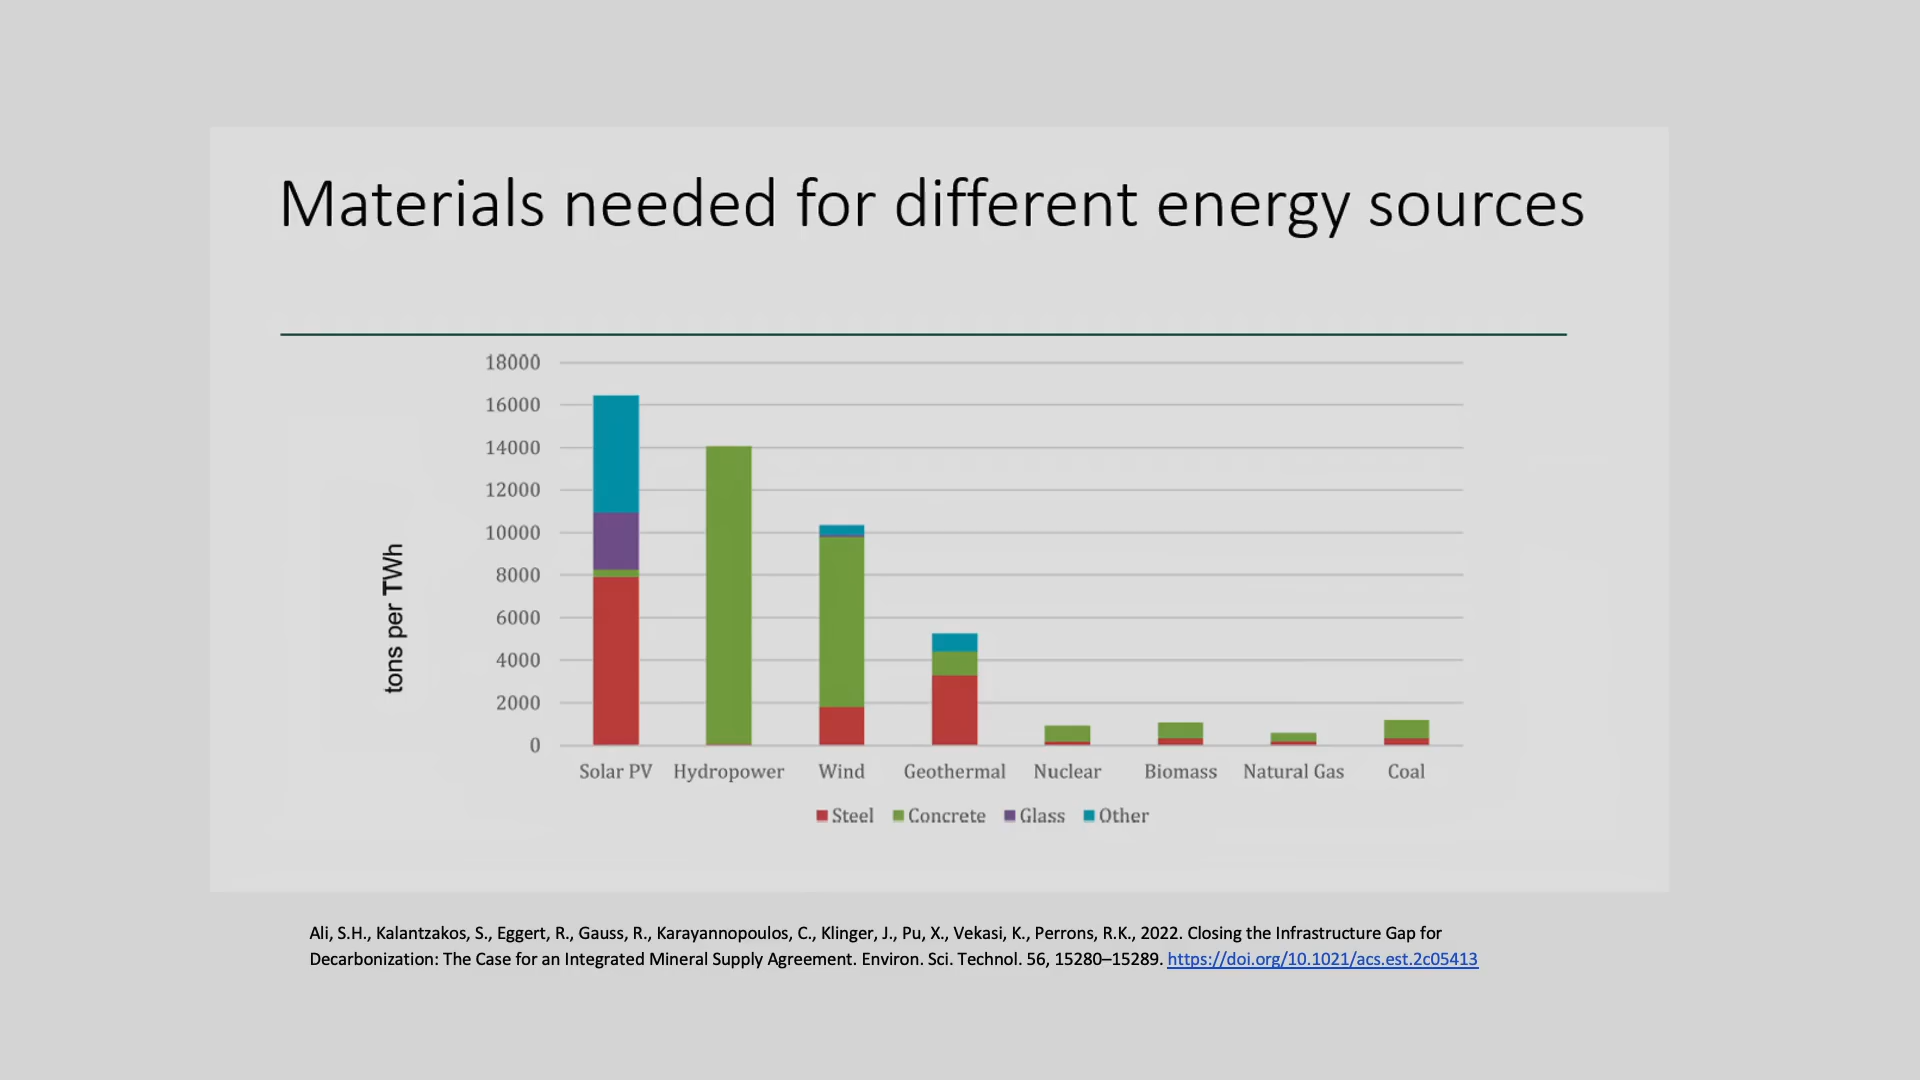 Materials needed for different energy sources
18000
16000
14000
12000
10000
8000
6000
4000
2000
0
tons per TWh
Solar PV Hydropower Wind Geothermal Nuclear Biomass Natural Gas Coal
Steel Concrete Glass Other
Ali, S.H., Kalantzakos, S., Eggert, R., Gauss, R., Karayannopoulos, C., Klinger, J., Pu, X., Vekasi, K., Perrons, R.K., 2022. Closing the Infrastructure Gap for
Decarbonization: The Case for an Integrated Mineral Supply Agreement. Environ. Sci. Technol. 56, 15280–15289. https://doi.org/10.1021/acs.est.2c05413